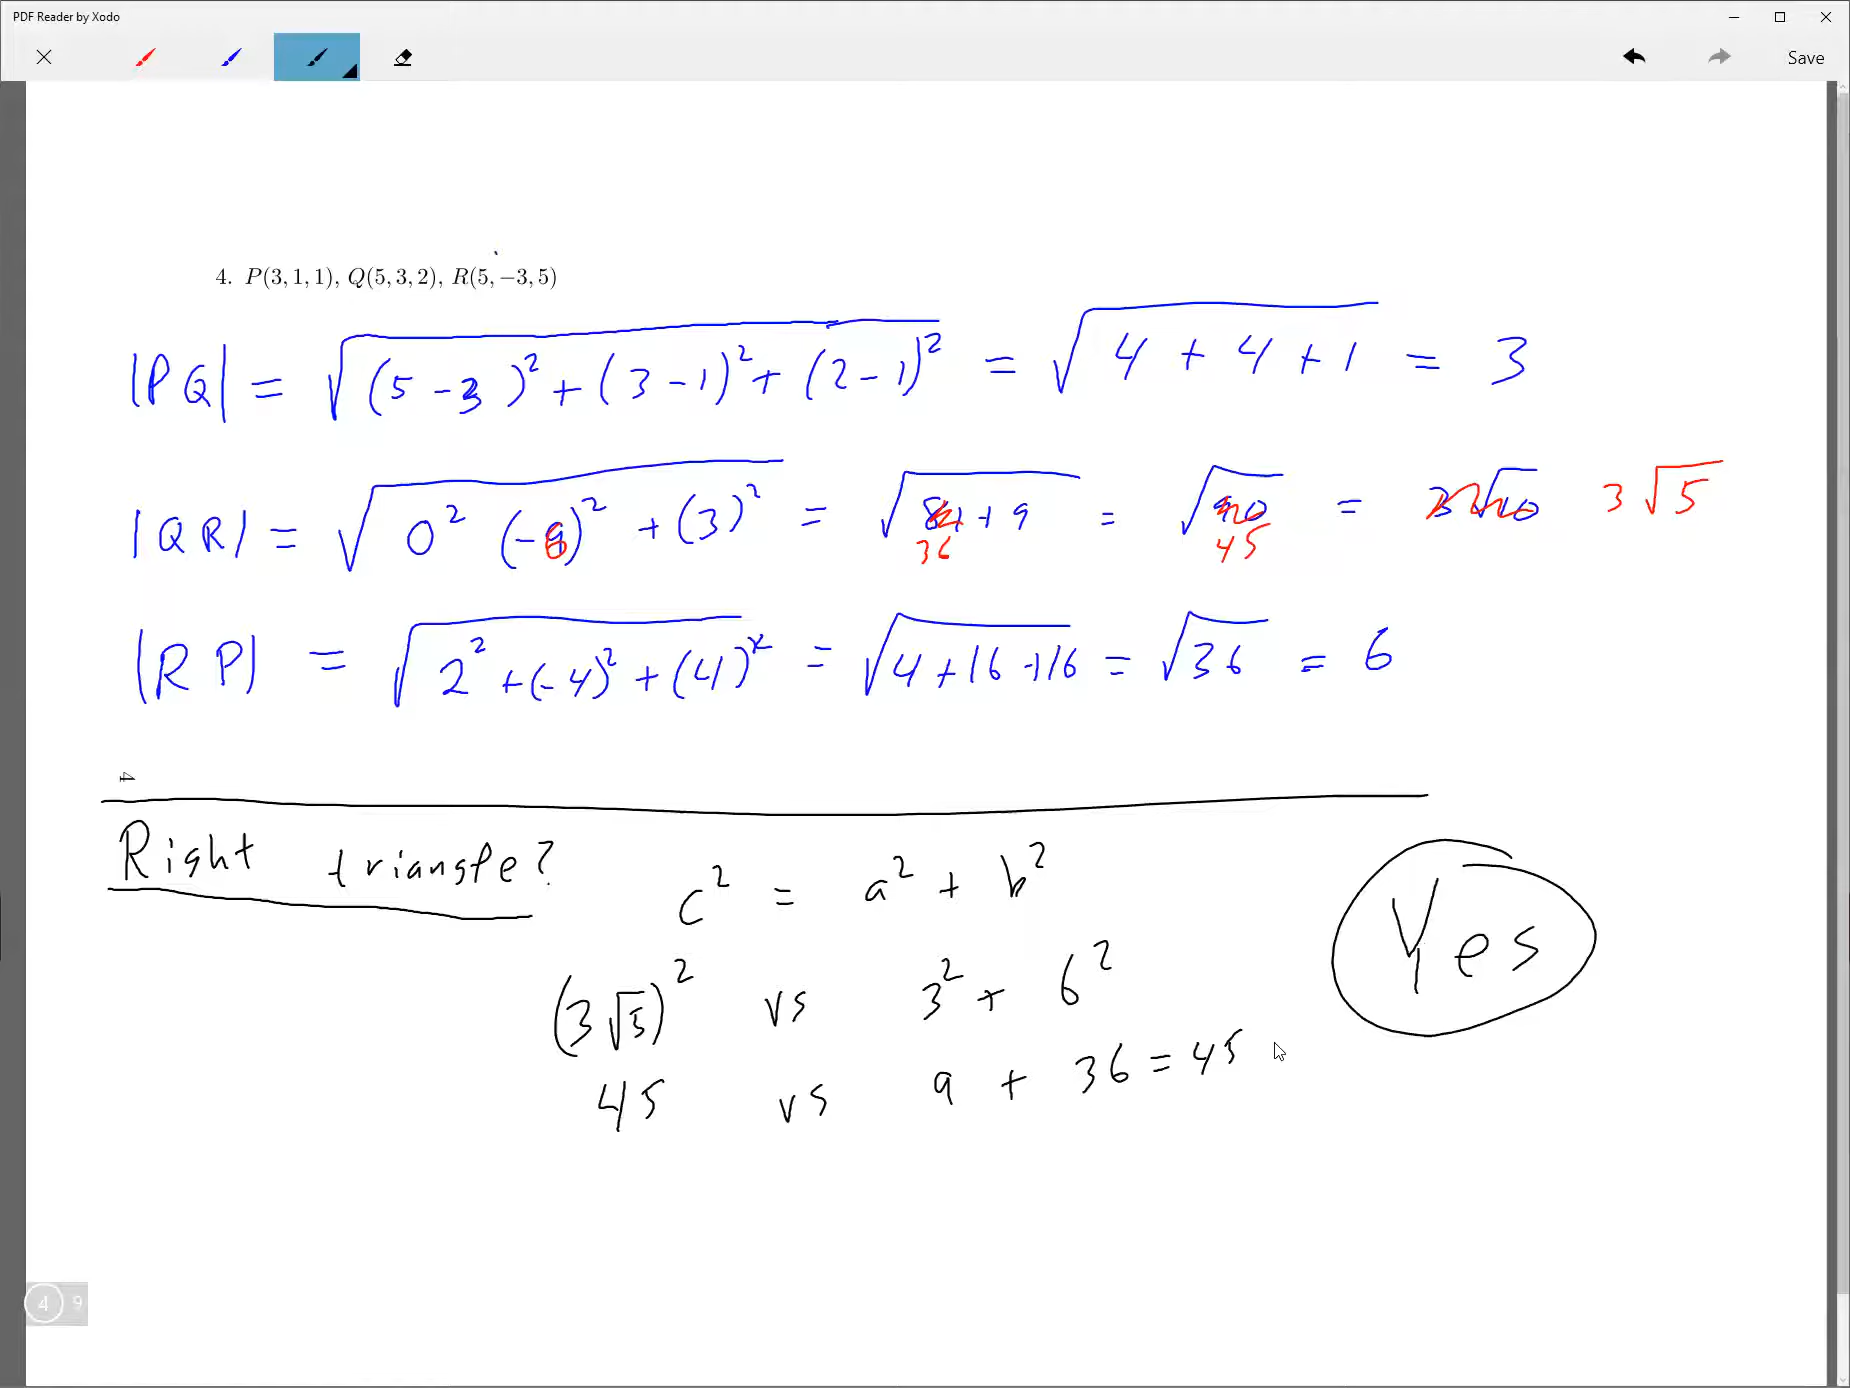 PDF Reader by Xodo
Save
4. P(3, 1, 1), Q(5, 3, 2), R(5, −3, 5)
|PQ| = √((5 - 3)² + (3 - 1)² + (2 - 1)²) = √(4 + 4 + 1) = 3
|QR| = √(0² (-6)² + (3)²) = √(36 + 9) = √45 = 3√5
|RP| = √(2² + (-4)² + (4)²) = √(4 + 16 + 16) = √36 = 6
Right triangle?
c² = a² + b²
Yes
(3√5)² vs 3² + 6²
45 vs 9 + 36 = 45
4 9